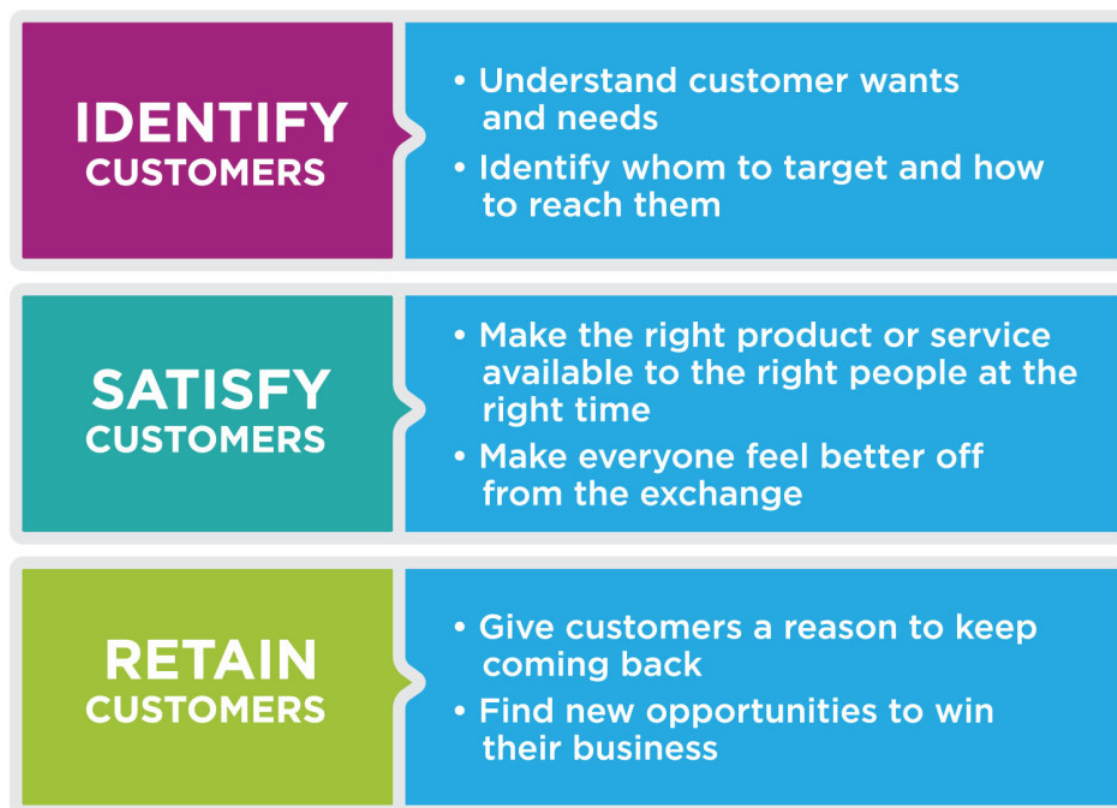 IDENTIFY
CUSTOMERS
• Understand customer wants
and needs
• Identify whom to target and how
to reach them
SATISFY
CUSTOMERS
• Make the right product or service
available to the right people at the
right time
• Make everyone feel better off
from the exchange
RETAIN
CUSTOMERS
• Give customers a reason to keep
coming back
• Find new opportunities to win
their business